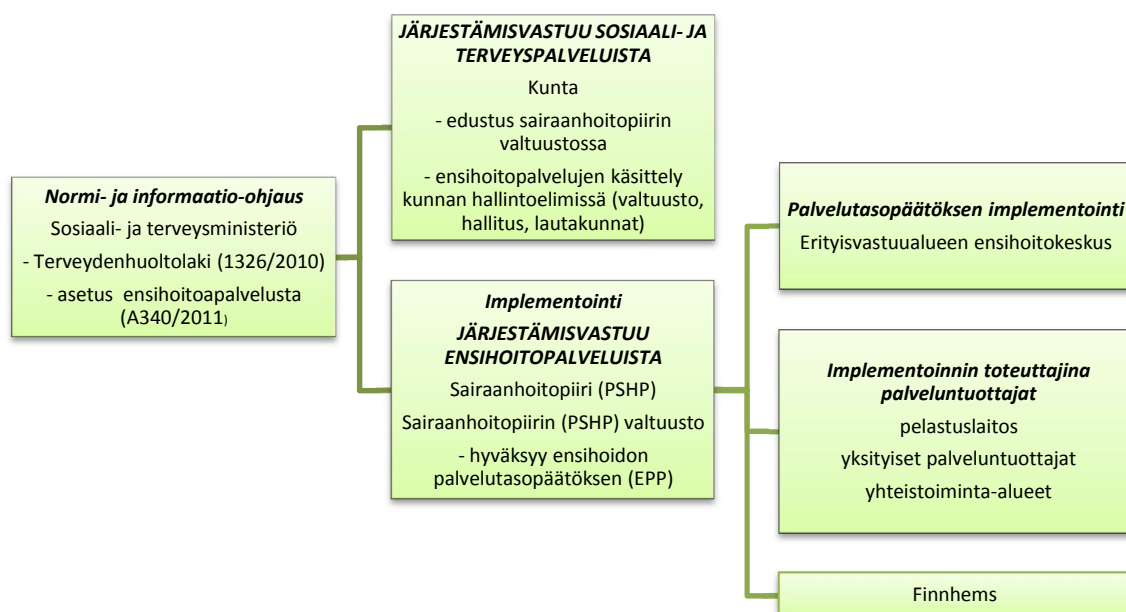 Normi- ja informaatio-ohjaus
Sosiaali- ja terveysministeriö
- Terveydenhuoltolaki (1326/2010)
- asetus ensihoitoapalvelusta
(A340/2011)
JÄRJESTÄMISVASTUU SOSIAALI- JA
TERVEYSPALVELUISTA
Kunta
- edustus sairaanhoitopiirin
valtuustossa
- ensihoitopalvelujen käsittely
kunnan hallintoelimissä (valtuusto,
hallitus, lautakunnat)
Implementointi
JÄRJESTÄMISVASTUU
ENSIHOITOPALVELUISTA
Sairaanhoitopiiri (PSHP)
Sairaanhoitopiirin (PSHP) valtuusto
- hyväksyy ensihoidon
palvelutasopäätöksen (EPP)
Palvelutasopäätöksen implementointi
Erityisvastuualueen ensihoitokeskus
Implementoinnin toteuttajina
palveluntuottajat
pelastuslaitos
yksityiset palveluntuottajat
yhteistoiminta-alueet
Finnhems